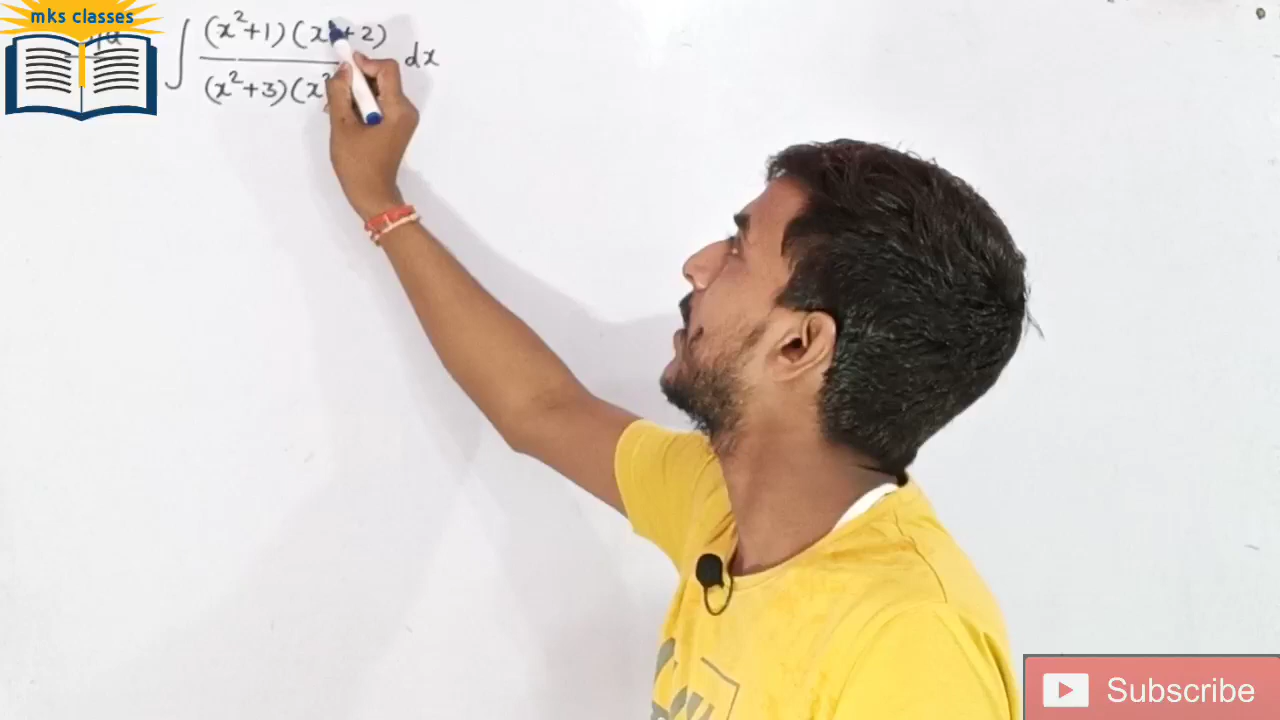 mks classes
∫ (x²+1)(x²+2) dx
(x²+3)(x²
Subscribe